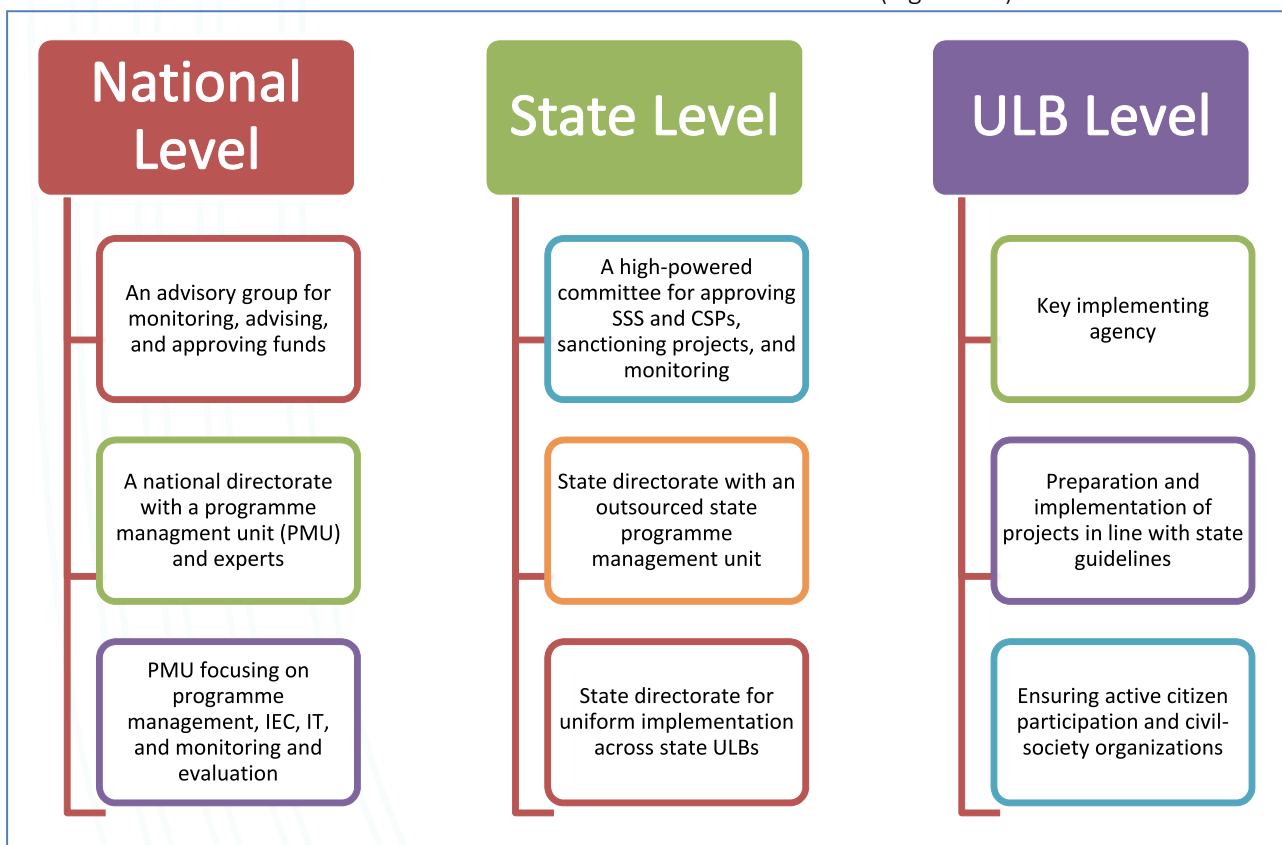 National
Level
An advisory group for
monitoring, advising,
and approving funds
A national directorate
with a programme
managment unit (PMU)
and experts
PMU focusing on
programme
management, IEC, IT,
and monitoring and
evaluation
State Level
A high-powered
committee for approving
SSS and CSPs,
sanctioning projects, and
monitoring
State directorate with an
outsourced state
programme
management unit
State directorate for
uniform implementation
across state ULBs
ULB Level
Key implementing
agency
Preparation and
implementation of
projects in line with state
guidelines
Ensuring active citizen
participation and civil-
society organizations